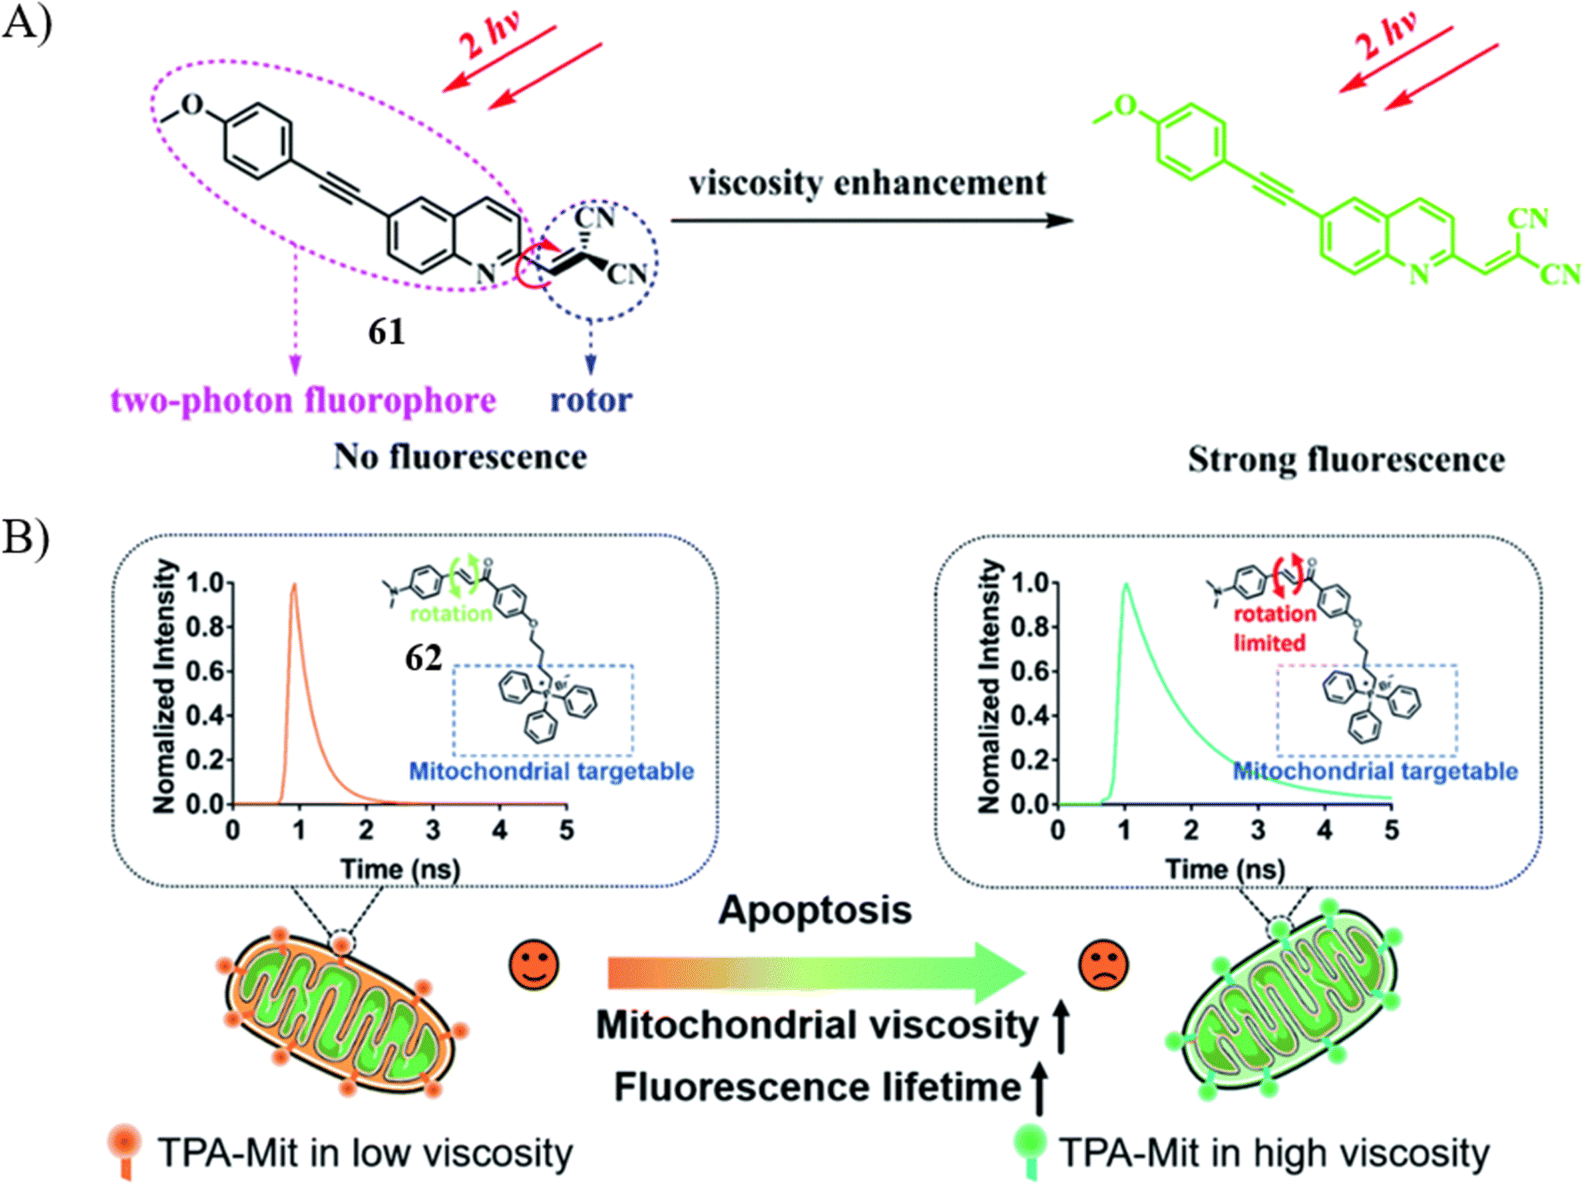 A)
2 hν
2 hν
O
O
viscosity enhancement
CN
CN
N
CN
CN
N
61
two-photon fluorophore
rotor
No fluorescence
Strong fluorescence
B)
Nomalized Intensity
1.0
0.8
0.6
0.4
0.2
0.0
0 1 2 3 4 5
Time (ns)
N
O
rotation
62
O
Br-
Mitochondrial targetable
Nomalized Intensity
1.0
0.8
0.6
0.4
0.2
0.0
0 1 2 3 4 5
Time (ns)
N
O
rotation
limited
O
Br-
Mitochondrial targetable
Apoptosis
Mitochondrial viscosity
Fluorescence lifetime
TPA-Mit in low viscosity
TPA-Mit in high viscosity